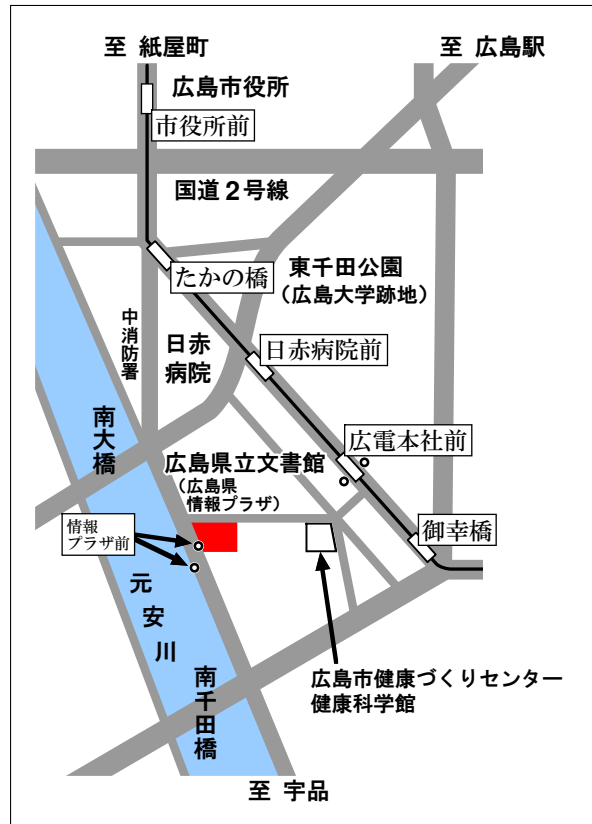 至 紙屋町
至 広島駅
広島市役所
市役所前
国道２号線
たかの橋
東千田公園
（広島大学跡地）
中消防署
日赤
病院
日赤病院前
南大橋
広電本社前
広島県立文書館
（広島県
情報プラザ）
情報
プラザ前
御幸橋
元安川
広島市健康づくりセンター
健康科学館
南千田橋
至 宇品